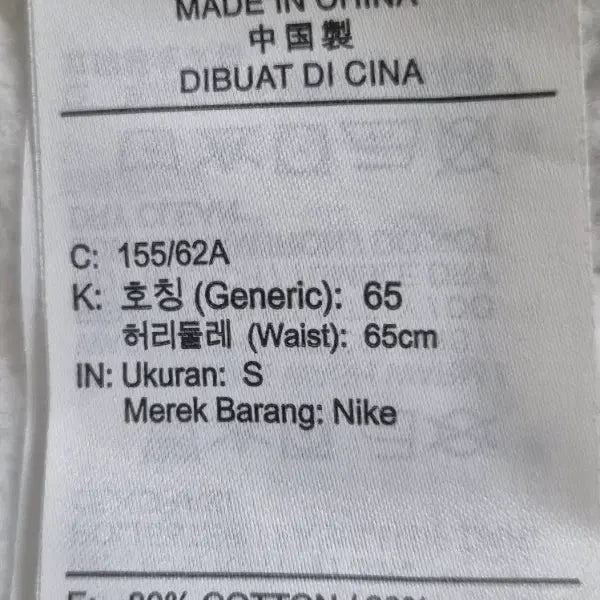 MADE IN CHINA
中国製
DIBUAT DI CINA
C: 155/62A
K: 호칭 (Generic): 65
허리둘레 (Waist): 65cm
IN: Ukuran: S
Merek Barang: Nike
COTTON